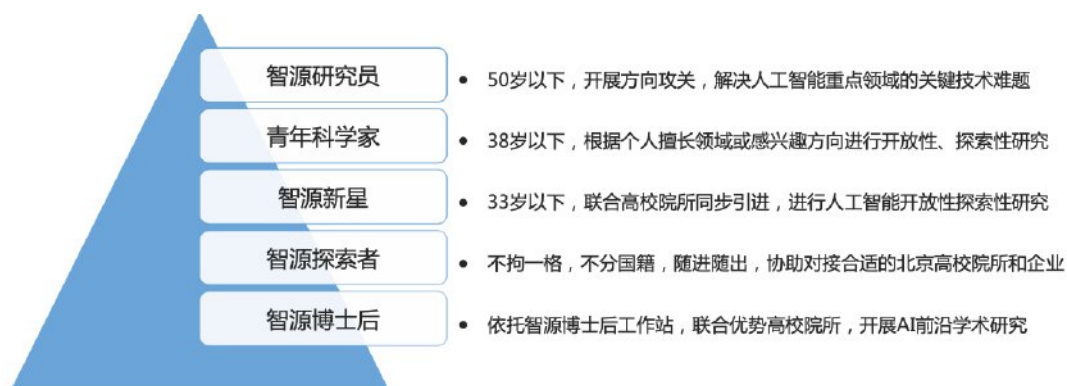 智源研究员
• 50岁以下，开展方向攻关，解决人工智能重点领域的关键技术难题
青年科学家
• 38岁以下，根据个人擅长领域或感兴趣方向进行开放性、探索性研究
智源新星
• 33岁以下，联合高校院所同步引进，进行人工智能开放性探索性研究
智源探索者
• 不拘一格，不分国籍，随进随出，协助对接合适的北京高校院所和企业
智源博士后
• 依托智源博士后工作站，联合优势高校院所，开展AI前沿学术研究